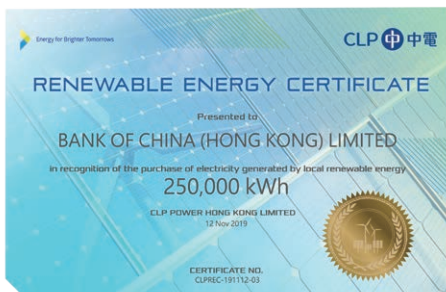 Energy for Brighter Tomorrows
CLP 中電
RENEWABLE ENERGY CERTIFICATE
Presented to
BANK OF CHINA (HONG KONG) LIMITED
in recognition of the purchase of electricity generated by local renewable energy
250,000 kWh
CLP POWER HONG KONG LIMITED
12 Nov 2019
CERTIFICATE NO.
CLPREC-191112-03